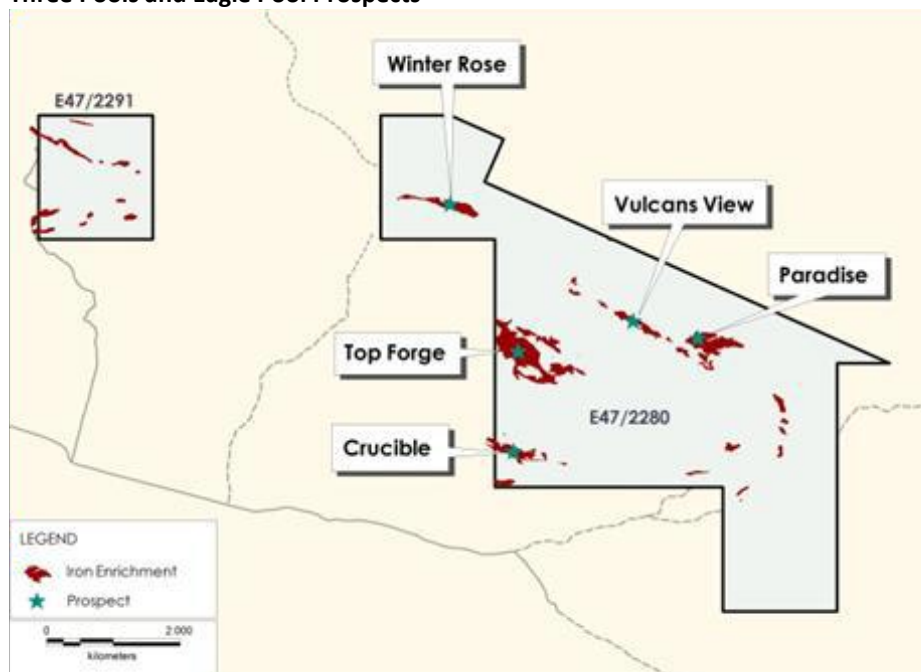 Three Pools and Eagle Pool Prospects
Winter Rose
E47/2291
Vulcans View
Paradise
Top Forge
E47/2280
Crucible
LEGEND
Iron Enrichment
Prospect
0 2 000
kilometers